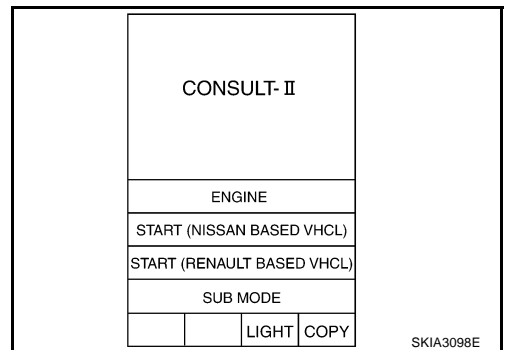 CONSULT-II
ENGINE
START (NISSAN BASED VHCL)
START (RENAULT BASED VHCL)
SUB MODE
LIGHT COPY
SKIA3098E